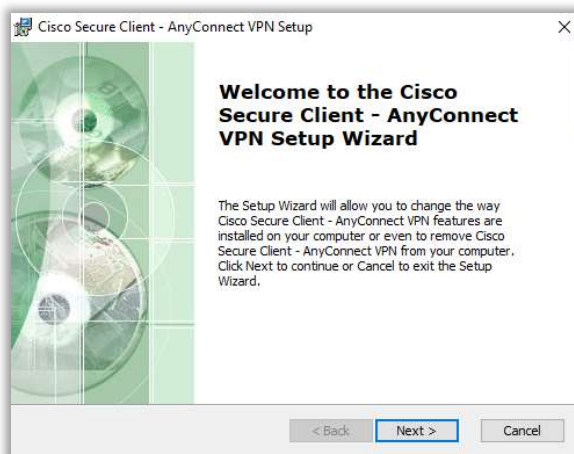 Cisco Secure Client - AnyConnect VPN Setup
Welcome to the Cisco
Secure Client - AnyConnect
VPN Setup Wizard
The Setup Wizard will allow you to change the way
Cisco Secure Client - AnyConnect VPN features are
installed on your computer or even to remove Cisco
Secure Client - AnyConnect VPN from your computer.
Click Next to continue or Cancel to exit the Setup
Wizard.
< Back Next > Cancel